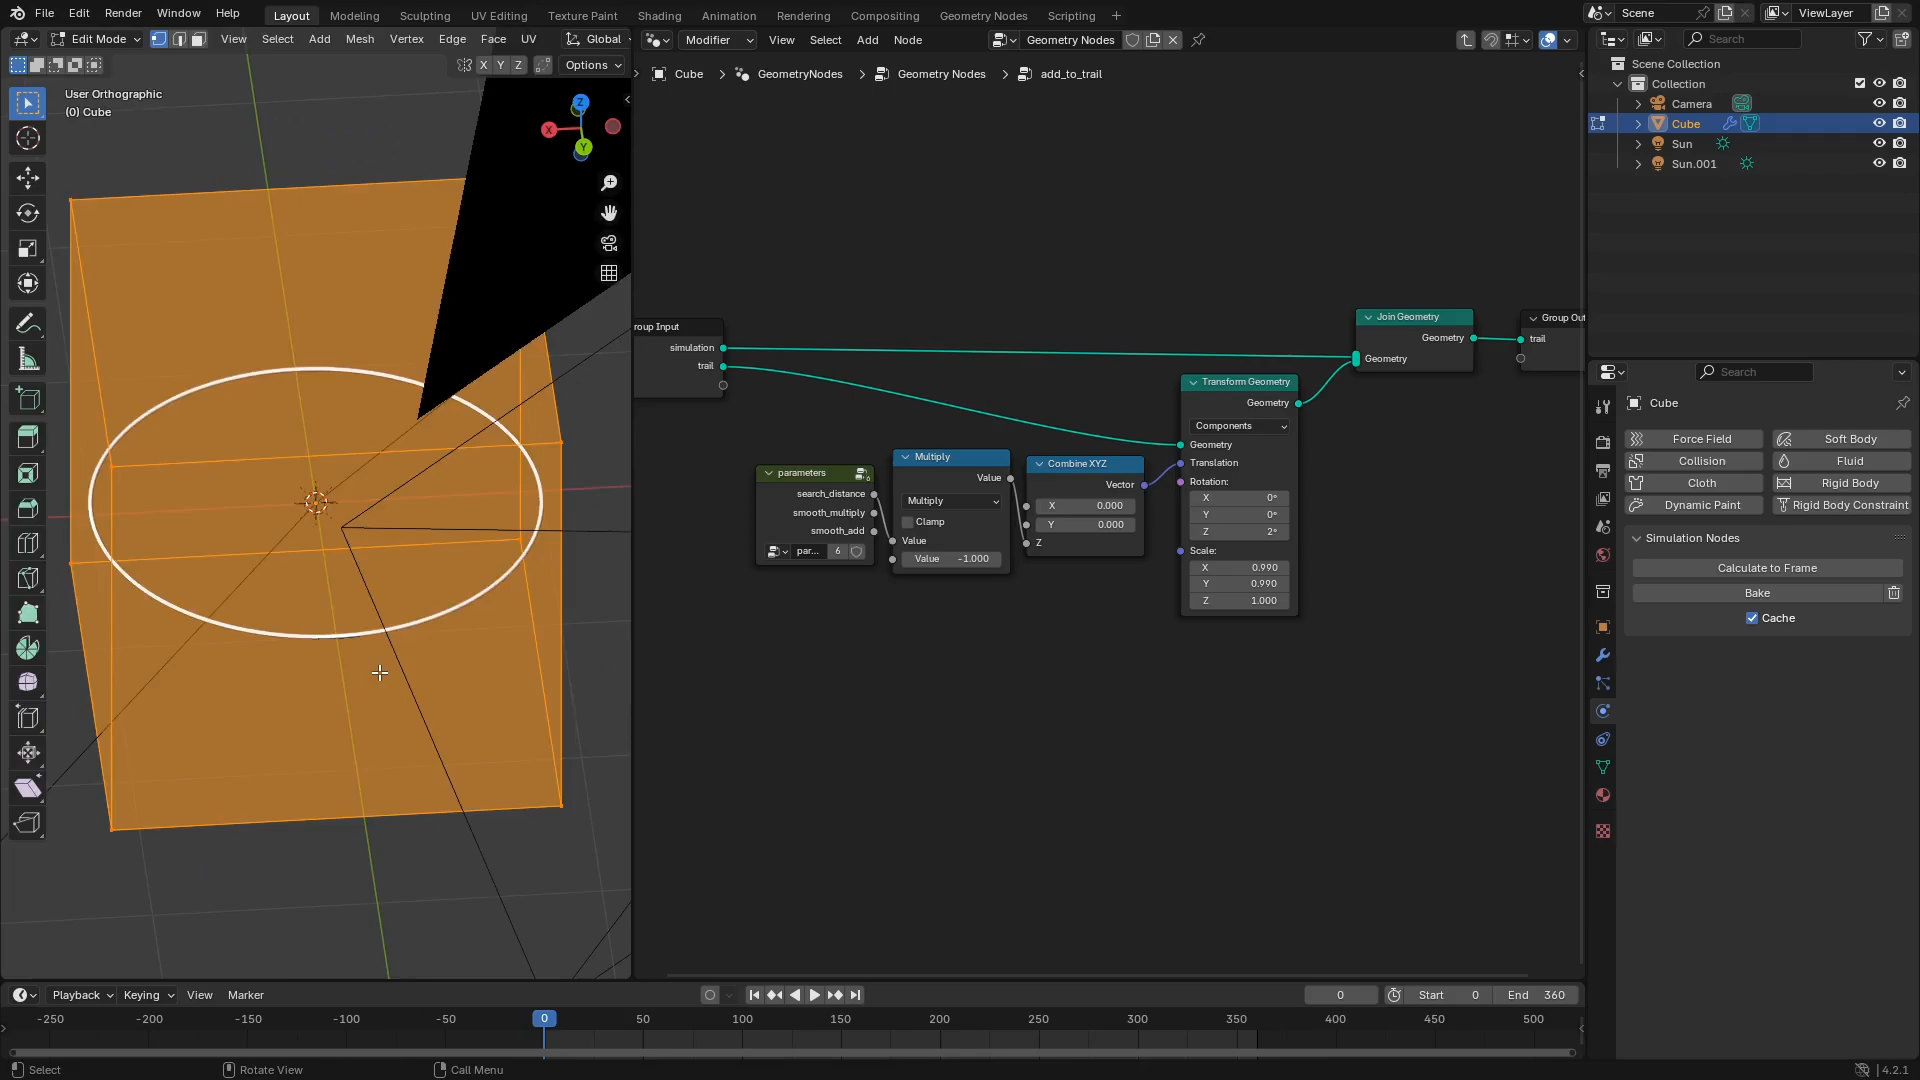 File Edit Render Window Help Layout Modeling Sculpting UV Editing Texture Paint Shading Animation Rendering Compositing Geometry Nodes Scripting + Scene ViewLayer
Edit Mode View Select Add Mesh Vertex Edge Face UV Global
X Y Z Options
User Orthographic
(0) Cube
Z
X
Y
Modifier View Select Add Node Geometry Nodes
Cube > GeometryNodes > Geometry Nodes > add_to_trail
roup Input
simulation
trail
parameters
search_distance
smooth_multiply
smooth_add
par... 6
Multiply
Value
Multiply
Clamp
Value
Value -1.000
Combine XYZ
Vector
X 0.000
Y 0.000
Z
Transform Geometry
Geometry
Components
Geometry
Translation
Rotation:
X 0°
Y 0°
Z 2°
Scale:
X 0.990
Y 0.990
Z 1.000
Join Geometry
Geometry
Geometry
Group Out
trail
Search
Scene Collection
Collection
Camera
Cube
Sun
Sun.001
Search
Cube
Force Field Soft Body
Collision Fluid
Cloth Rigid Body
Dynamic Paint Rigid Body Constraint
Simulation Nodes
Calculate to Frame
Bake
Cache
Playback Keying View Marker 0 Start 0 End 360
-250 -200 -150 -100 -50 0 50 100 150 200 250 300 350 400 450 500
Select Rotate View Call Menu 4.2.1